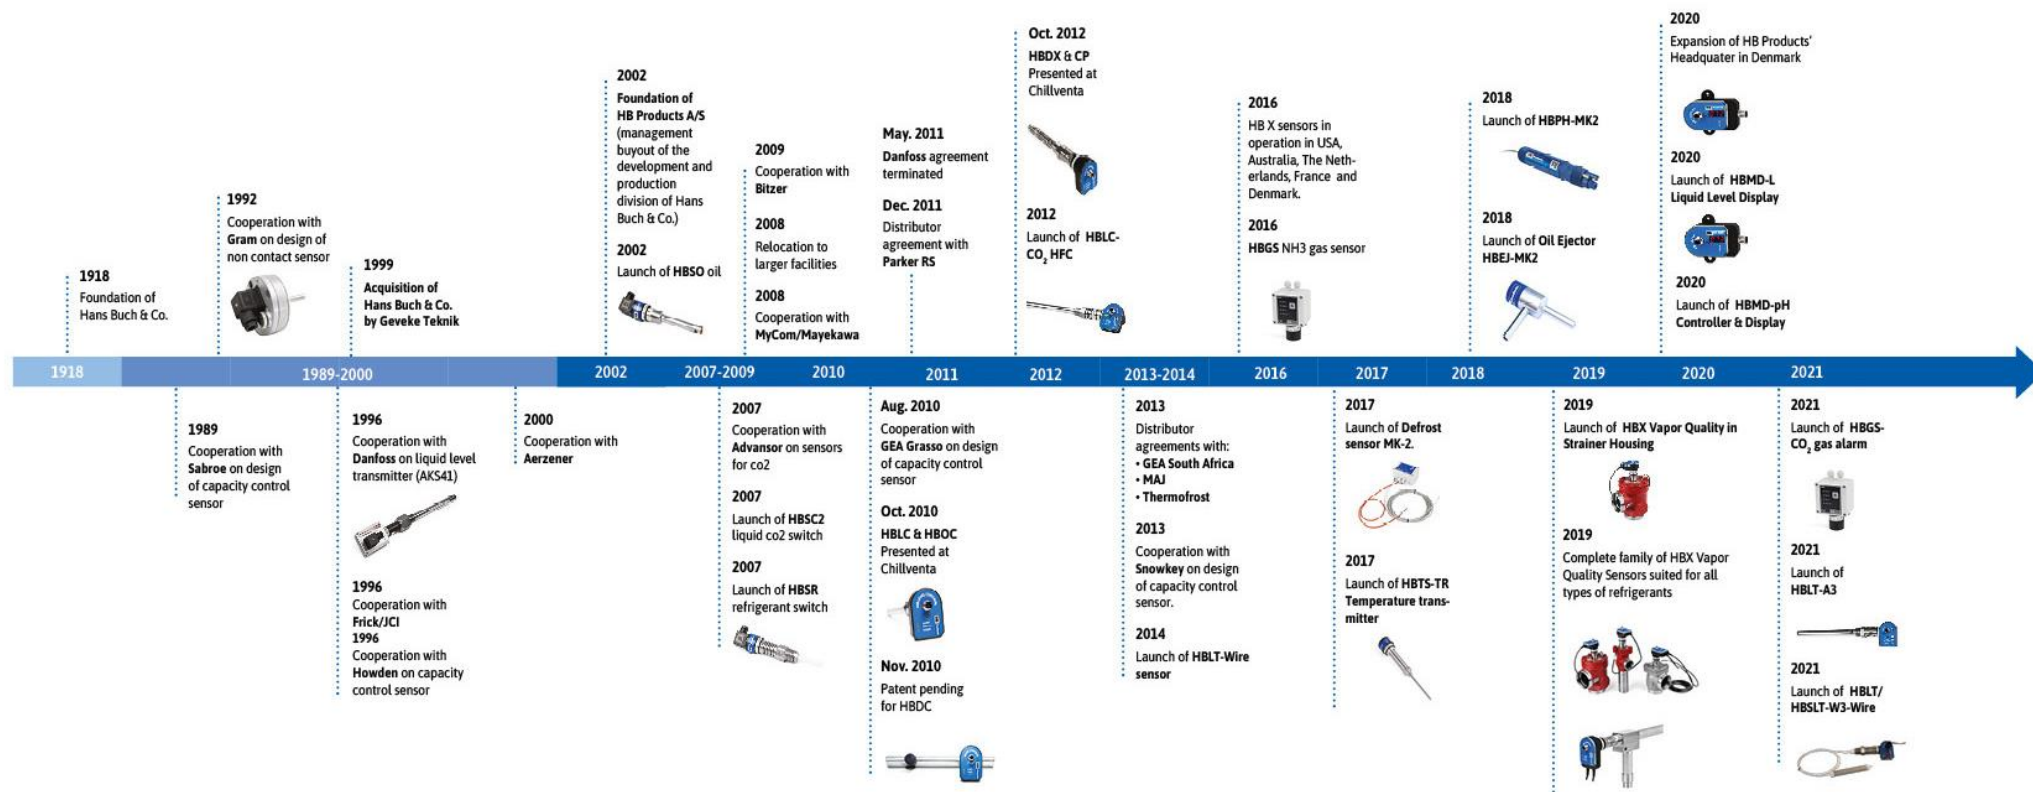 1918
Foundation of
Hans Buch & Co.
1992
Cooperation with
Gram on design of
non contact sensor
1999
Acquisition of
Hans Buch & Co.
by Geveke Teknik
2002
Foundation of
HB Products A/S
(management
buyout of the
development and
production
division of Hans
Buch & Co.)
2002
Launch of HBSO oil
2009
Cooperation with
Bitzer
2008
Relocation to
larger facilities
2008
Cooperation with
MyCom/Mayekawa
May. 2011
Danfoss agreement
terminated
Dec. 2011
Distributor
agreement with
Parker RS
Oct. 2012
HBDX & CP
Presented at
Chillventa
2012
Launch of HBLC-
CO2 HFC
2016
HB X sensors in
operation in USA,
Australia, The Neth-
erlands, France and
Denmark.
2016
HBGS NH3 gas sensor
2018
Launch of HBPH-MK2
2018
Launch of Oil Ejector
HBEJ-MK2
2020
Expansion of HB Products'
Headquater in Denmark
2020
Launch of HBMD-L
Liquid Level Display
2020
Launch of HBMD-pH
Controller & Display
1918
1989-2000
2002
2007-2009
2010
2011
2012
2013-2014
2016
2017
2018
2019
2020
2021
1989
Cooperation with
Sabroe on design
of capacity control
sensor
1996
Cooperation with
Danfoss on liquid level
transmitter (AKS41)
1996
Cooperation with
Frick/JCI
1996
Cooperation with
Howden on capacity
control sensor
2000
Cooperation with
Aerzener
2007
Cooperation with
Advansor on sensors
for co2
2007
Launch of HBSC2
liquid co2 switch
2007
Launch of HBSR
refrigerant switch
Aug. 2010
Cooperation with
GEA Grasso on design
of capacity control
sensor
Oct. 2010
HBLC & HBOC
Presented at
Chillventa
Nov. 2010
Patent pending
for HBDC
2013
Distributor
agreements with:
• GEA South Africa
• MAJ
• Thermofrost
2013
Cooperation with
Snowkey on design
of capacity control
sensor.
2014
Launch of HBLT-Wire
sensor
2017
Launch of Defrost
sensor MK-2.
2017
Launch of HBTS-TR
Temperature trans-
mitter
2019
Launch of HBX Vapor Quality in
Strainer Housing
2019
Complete family of HBX Vapor
Quality Sensors suited for all
types of refrigerants
2021
Launch of HBGS-
CO2 gas alarm
2021
Launch of
HBLT-A3
2021
Launch of HBLT/
HBSLT-W3-Wire